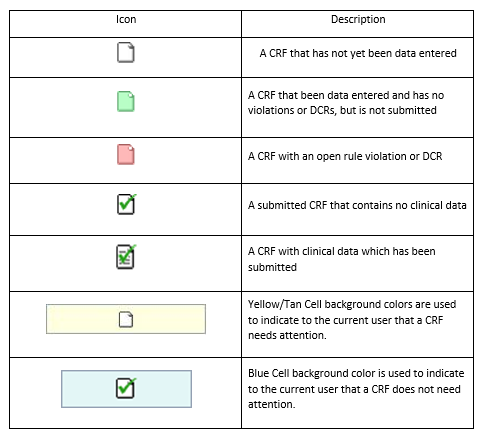 Icon Description
A CRF that has not yet been data entered
A CRF that been data entered and has no
violations or DCRs, but is not submitted
A CRF with an open rule violation or DCR
A submitted CRF that contains no clinical data
A CRF with clinical data which has been
submitted
Yellow/Tan Cell background colors are used
to indicate to the current user that a CRF
needs attention.
Blue Cell background color is used to indicate
to the current user that a CRF does not need
attention.